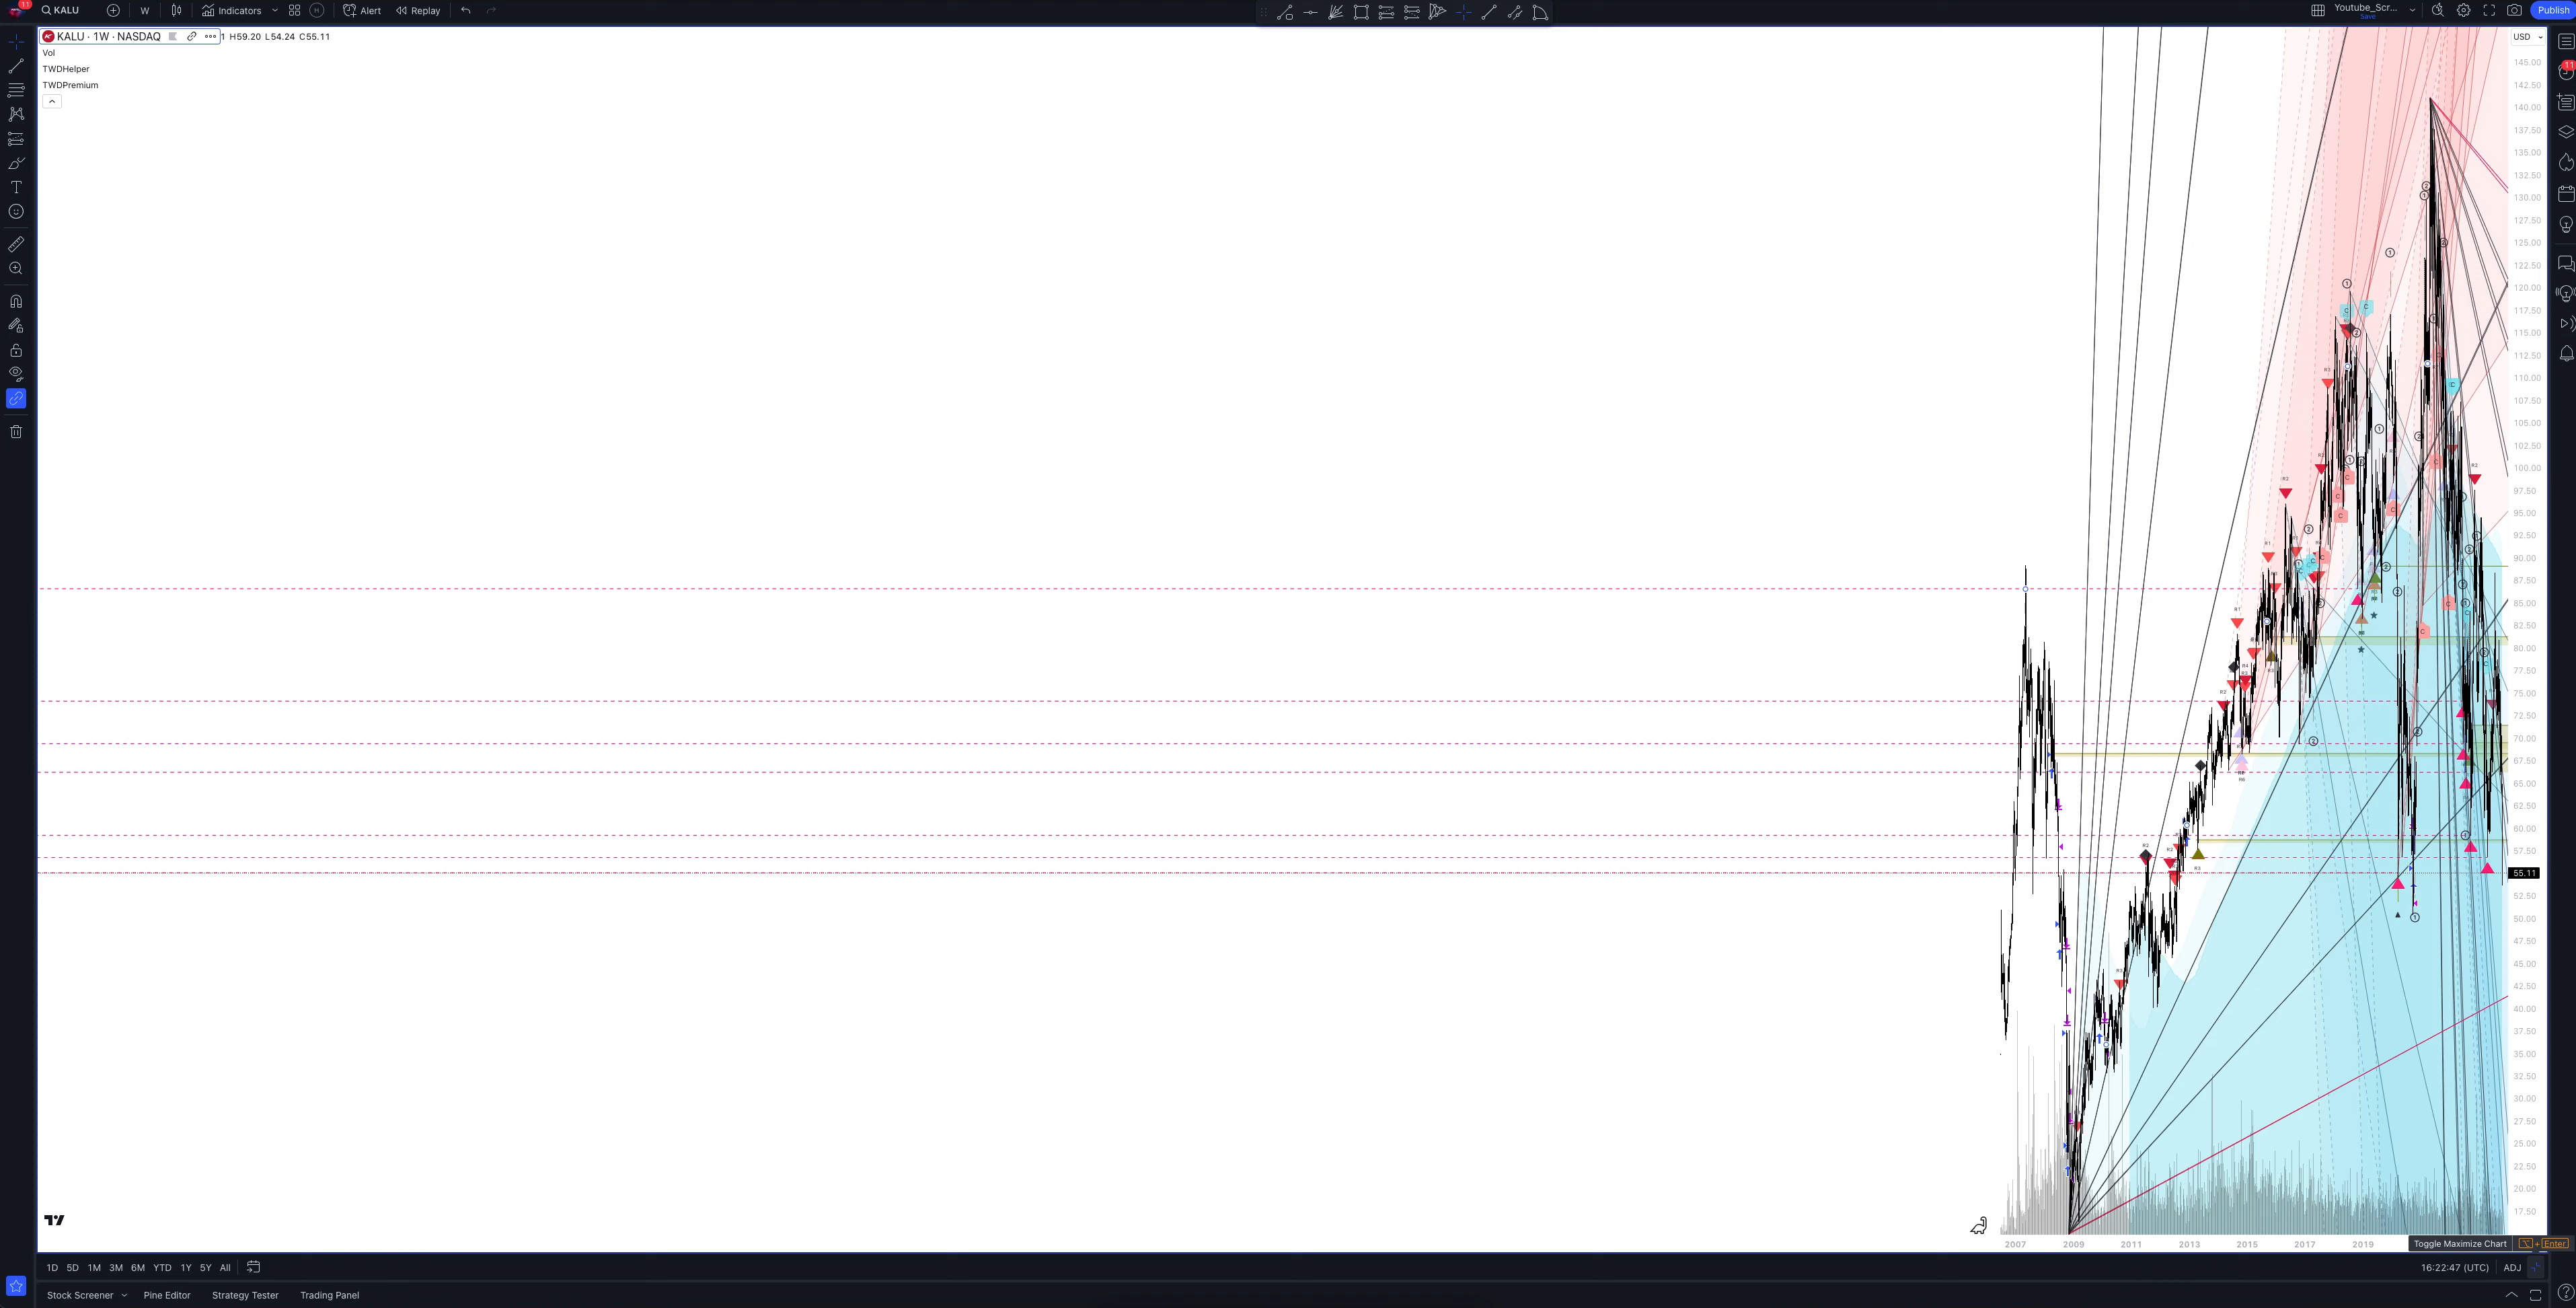 11
KALU
W
Indicators
Alert
Replay
Youtube_Scr...
Save
Publish
KALU · 1W · NASDAQ
1 H59.20 L54.24 C55.11
USD
Vol
TWDHelper
TWDPremium
11
145.00
142.50
140.00
137.50
135.00
132.50
130.00
127.50
125.00
122.50
120.00
117.50
115.00
112.50
110.00
107.50
105.00
102.50
100.00
97.50
95.00
92.50
90.00
87.50
85.00
82.50
80.00
77.50
75.00
72.50
70.00
67.50
65.00
62.50
60.00
57.50
55.11
52.50
50.00
47.50
45.00
42.50
40.00
37.50
35.00
32.50
30.00
27.50
25.00
22.50
20.00
17.50
2007 2009 2011 2013 2015 2017 2019
Toggle Maximize Chart ⌥ + Enter
1D 5D 1M 3M 6M YTD 1Y 5Y All
16:22:47 (UTC) ADJ
Stock Screener Pine Editor Strategy Tester Trading Panel